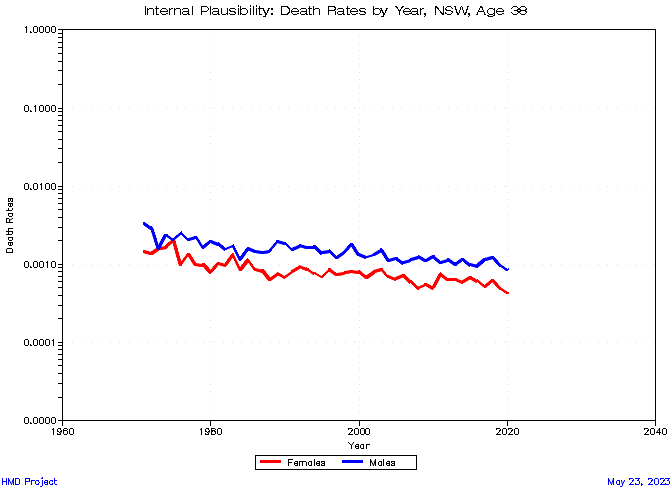 Internal Plausibility: Death Rates by Year, NSW, Age 38
1.0000
0.1000
0.0100
0.0010
0.0001
0.0000
Death Rates
1960 1980 2000 2020 2040
Year
Females Males
HMD Project May 23, 2023